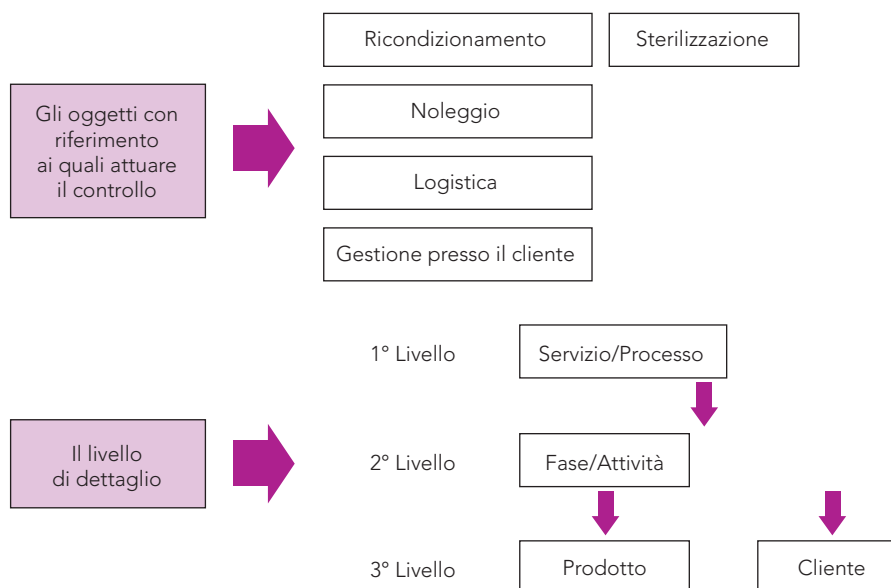 Ricondizionamento
Sterilizzazione
Gli oggetti con
riferimento
ai quali attuare
il controllo
Noleggio
Logistica
Gestione presso il cliente
1° Livello
Servizio/Processo
Il livello
di dettaglio
2° Livello
Fase/Attività
3° Livello
Prodotto
Cliente